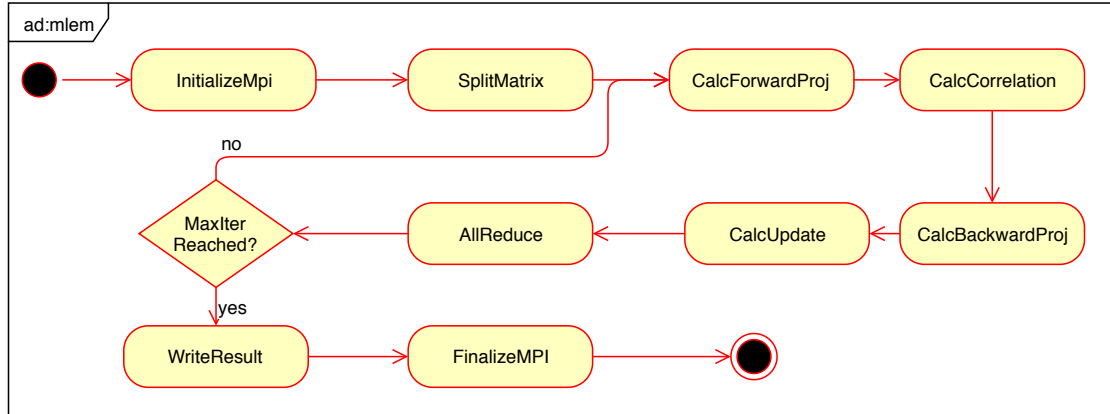 ad:mlem
InitializeMpi
SplitMatrix
CalcForwardProj
CalcCorrelation
no
MaxIter
Reached?
AllReduce
CalcUpdate
CalcBackwardProj
yes
WriteResult
FinalizeMPI